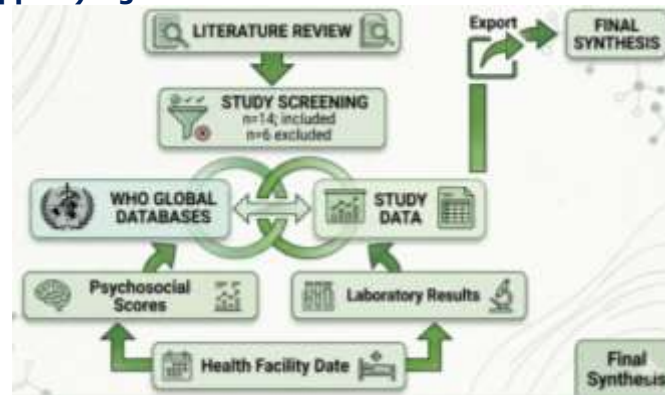 LITERATURE REVIEW
Export
FINAL
SYNTHESIS
STUDY SCREENING
n=14; included
n=6 excluded
WHO GLOBAL
DATABASES
STUDY
DATA
Psychosocial
Scores
Laboratory Results
Health Facility Date
Final
Synthesis